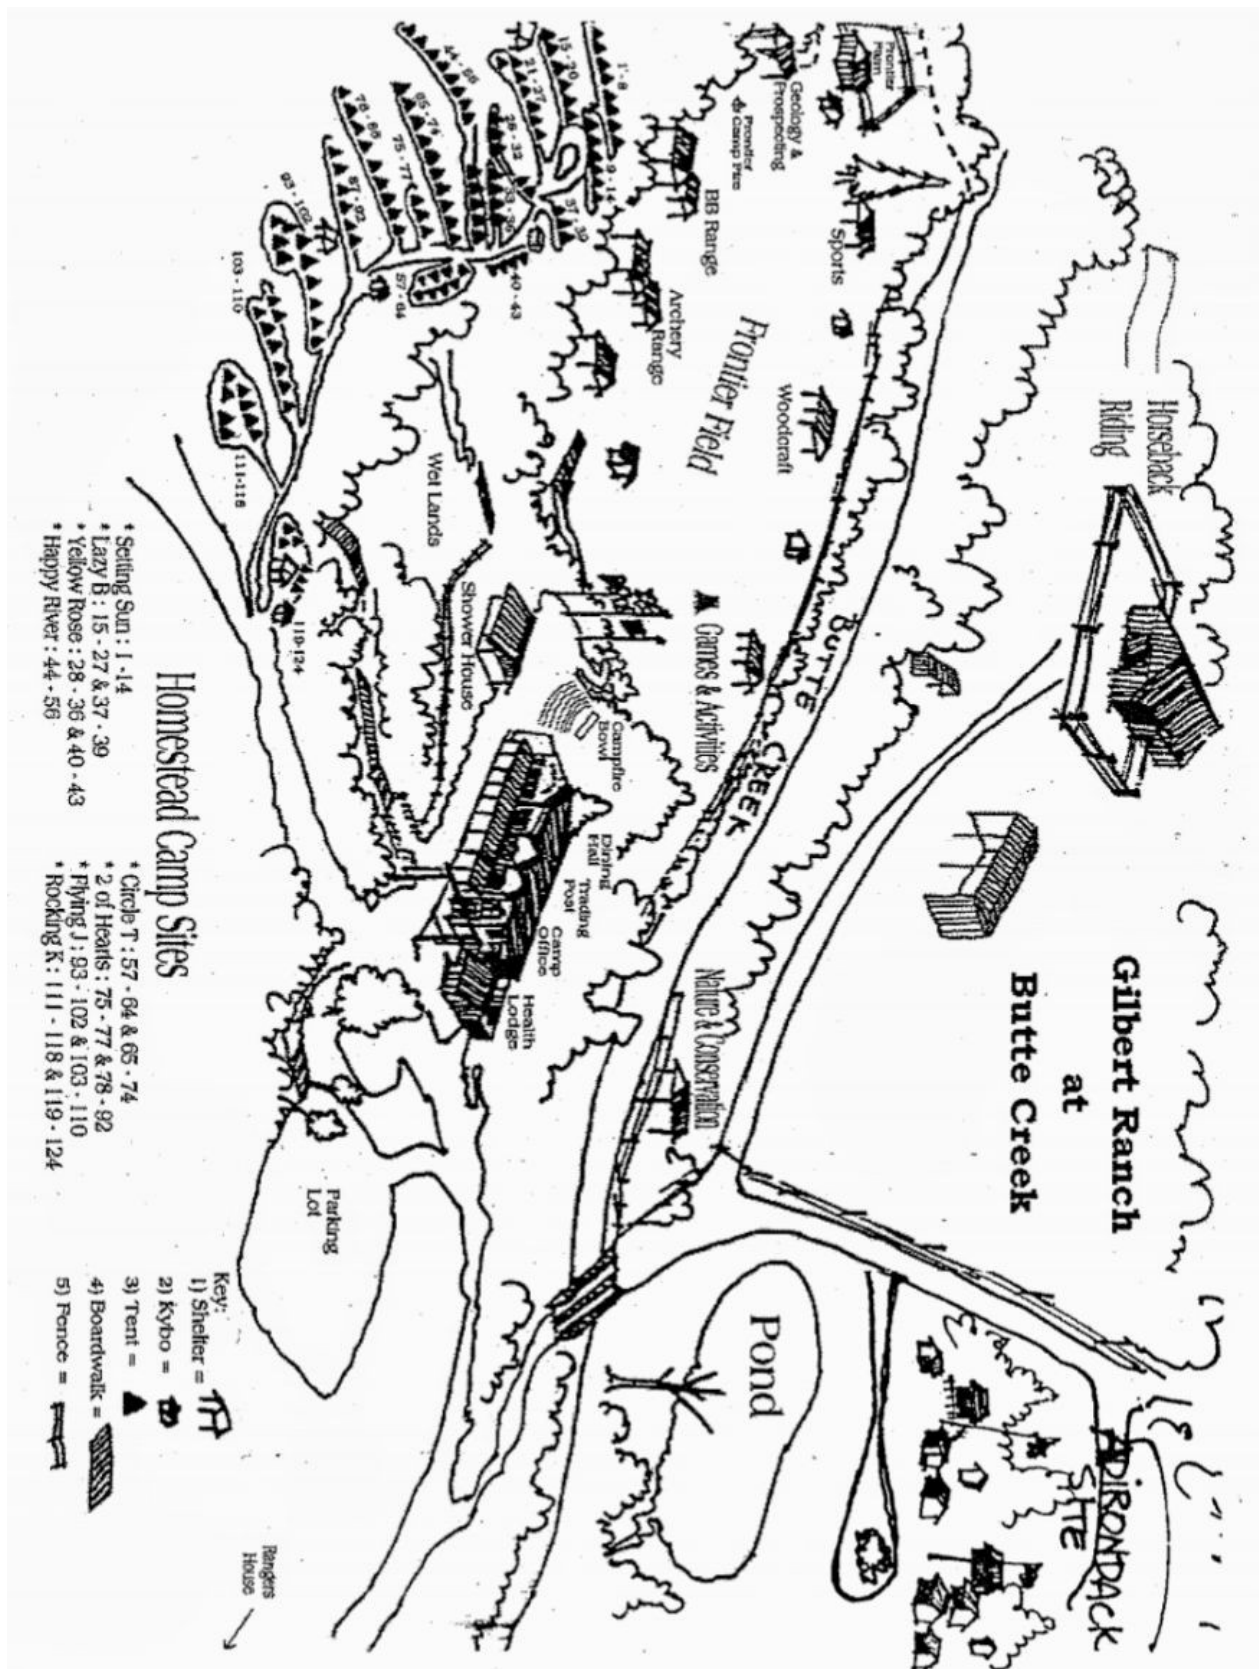 Gilbert Ranch
at
Butte Creek
Horseback
Riding
ADIRONDACK
SITE
Frontier
Farm
Geology &
Prospecting
Frontier
Camp Fire
Sports
BB Range
Archery
Range
Frontier Field
Woodcraft
BUTTE
CREEK
Games & Activities
Nature & Conservation
Pond
1 - 8
9 - 14
15 - 20
21 - 27
28 - 32
33 - 36
37 - 39
40 - 43
44 - 56
57 - 64
65 - 74
75 - 77
78 - 86
87 - 92
93 - 102
103 - 110
111-118
119-124
Wet Lands
Shower House
Campfire
Bowl
Dining
Hall
Trading
Post
Camp
Office
Health
Lodge
Parking
Lot
Rangers
House
Homestead Camp Sites
* Setting Sun : 1 -14
* Lazy B : 15 - 27 & 37 - 39
* Yellow Rose : 28 - 36 & 40 - 43
* Happy River : 44 - 56
* Circle T : 57 - 64 & 65 - 74
* 2 of Hearts : 75 - 77 & 78 - 92
* Flying J : 93 - 102 & 103 - 110
* Rocking K : 111 - 118 & 119 - 124
Key:
1) Shelter =
2) Kybo =
3) Tent =
4) Boardwalk =
5) Fence =